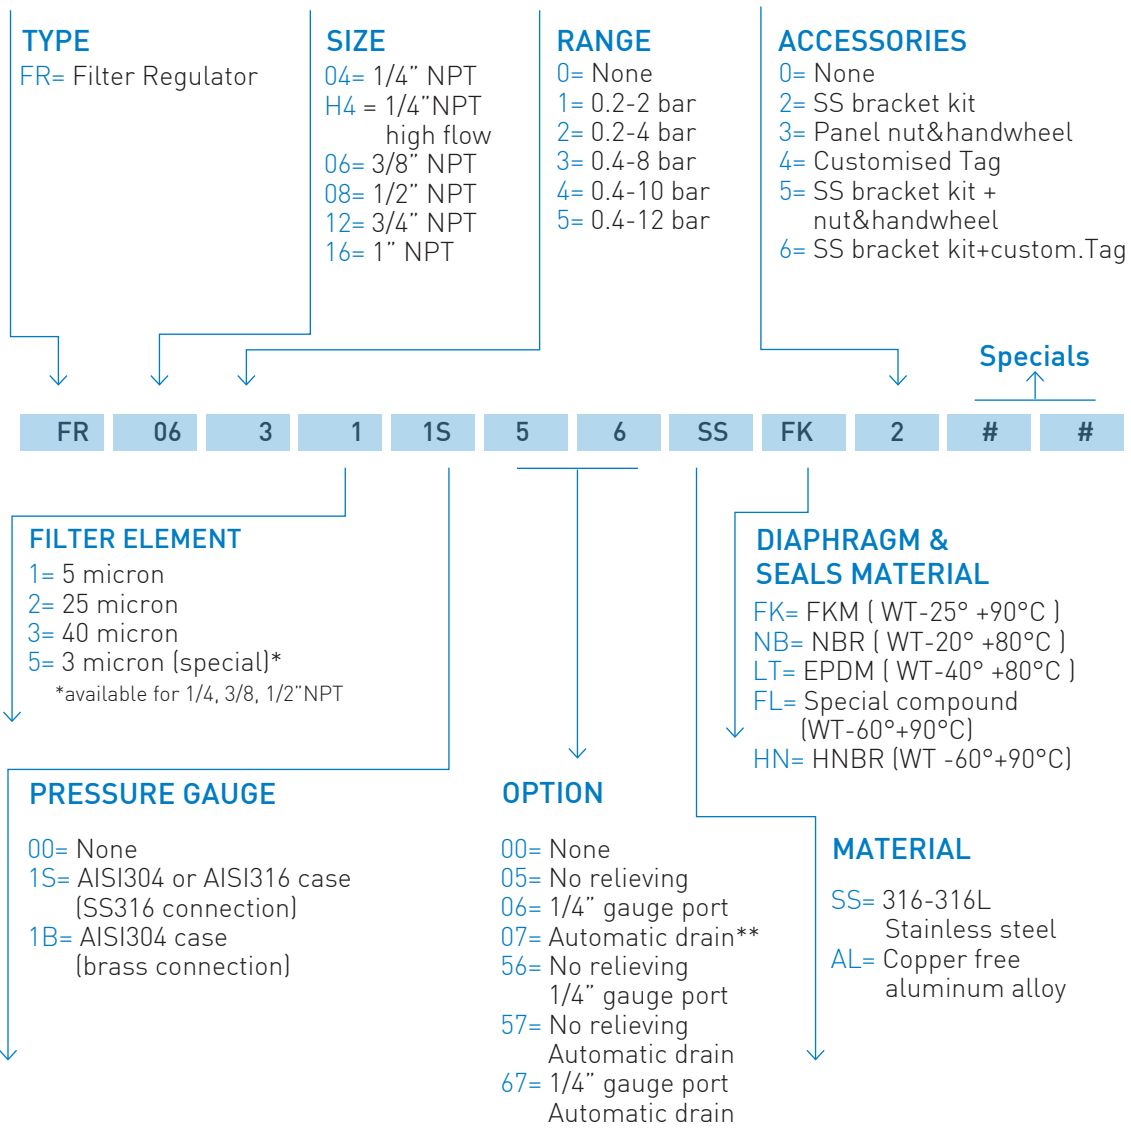 TYPE
FR= Filter Regulator
SIZE
04= 1/4” NPT
H4 = 1/4”NPT
high flow
06= 3/8” NPT
08= 1/2” NPT
12= 3/4” NPT
16= 1” NPT
RANGE
0= None
1= 0.2-2 bar
2= 0.2-4 bar
3= 0.4-8 bar
4= 0.4-10 bar
5= 0.4-12 bar
ACCESSORIES
0= None
2= SS bracket kit
3= Panel nut&handwheel
4= Customised Tag
5= SS bracket kit +
nut&handwheel
6= SS bracket kit+custom.Tag
Specials
FR 06 3 1 1S 5 6 SS FK 2 # #
FILTER ELEMENT
1= 5 micron
2= 25 micron
3= 40 micron
5= 3 micron (special)*
*available for 1/4, 3/8, 1/2”NPT
DIAPHRAGM &
SEALS MATERIAL
FK= FKM ( WT-25° +90°C )
NB= NBR ( WT-20° +80°C )
LT= EPDM ( WT-40° +80°C )
FL= Special compound
(WT-60°+90°C)
HN= HNBR (WT -60°+90°C)
PRESSURE GAUGE
00= None
1S= AISI304 or AISI316 case
(SS316 connection)
1B= AISI304 case
(brass connection)
OPTION
00= None
05= No relieving
06= 1/4” gauge port
07= Automatic drain**
56= No relieving
1/4” gauge port
57= No relieving
Automatic drain
67= 1/4” gauge port
Automatic drain
MATERIAL
SS= 316-316L
Stainless steel
AL= Copper free
aluminum alloy